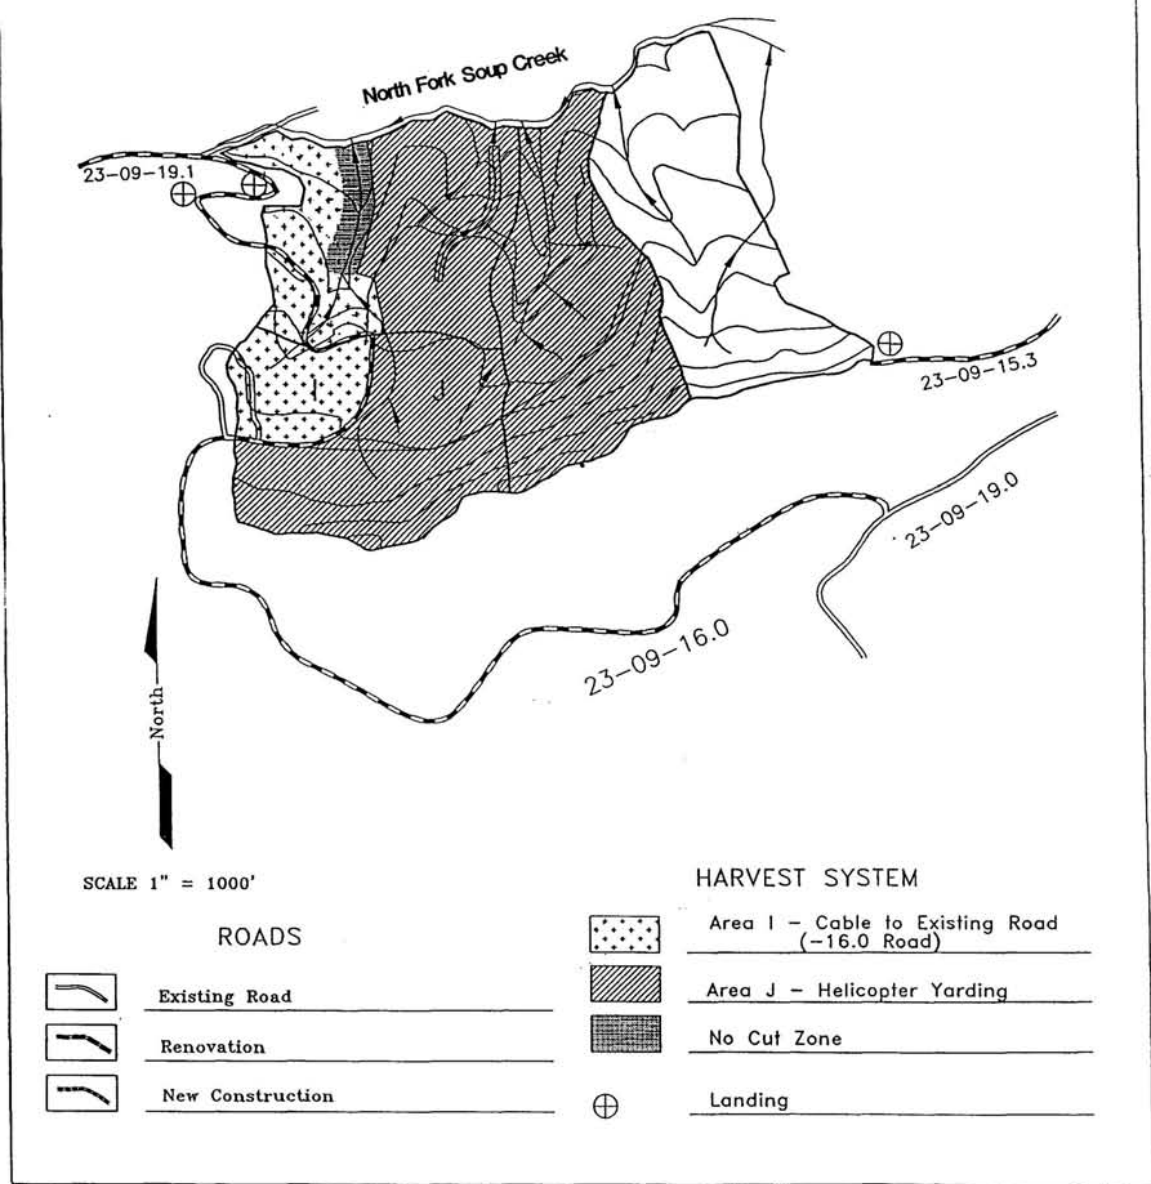 North Fork Soup Creek
23-09-19.1
23-09-15.3
I
J
23-09-19.0
23-09-16.0
North
SCALE 1" = 1000'
ROADS
Existing Road
Renovation
New Construction
HARVEST SYSTEM
Area I - Cable to Existing Road
(-16.0 Road)
Area J - Helicopter Yarding
No Cut Zone
Landing